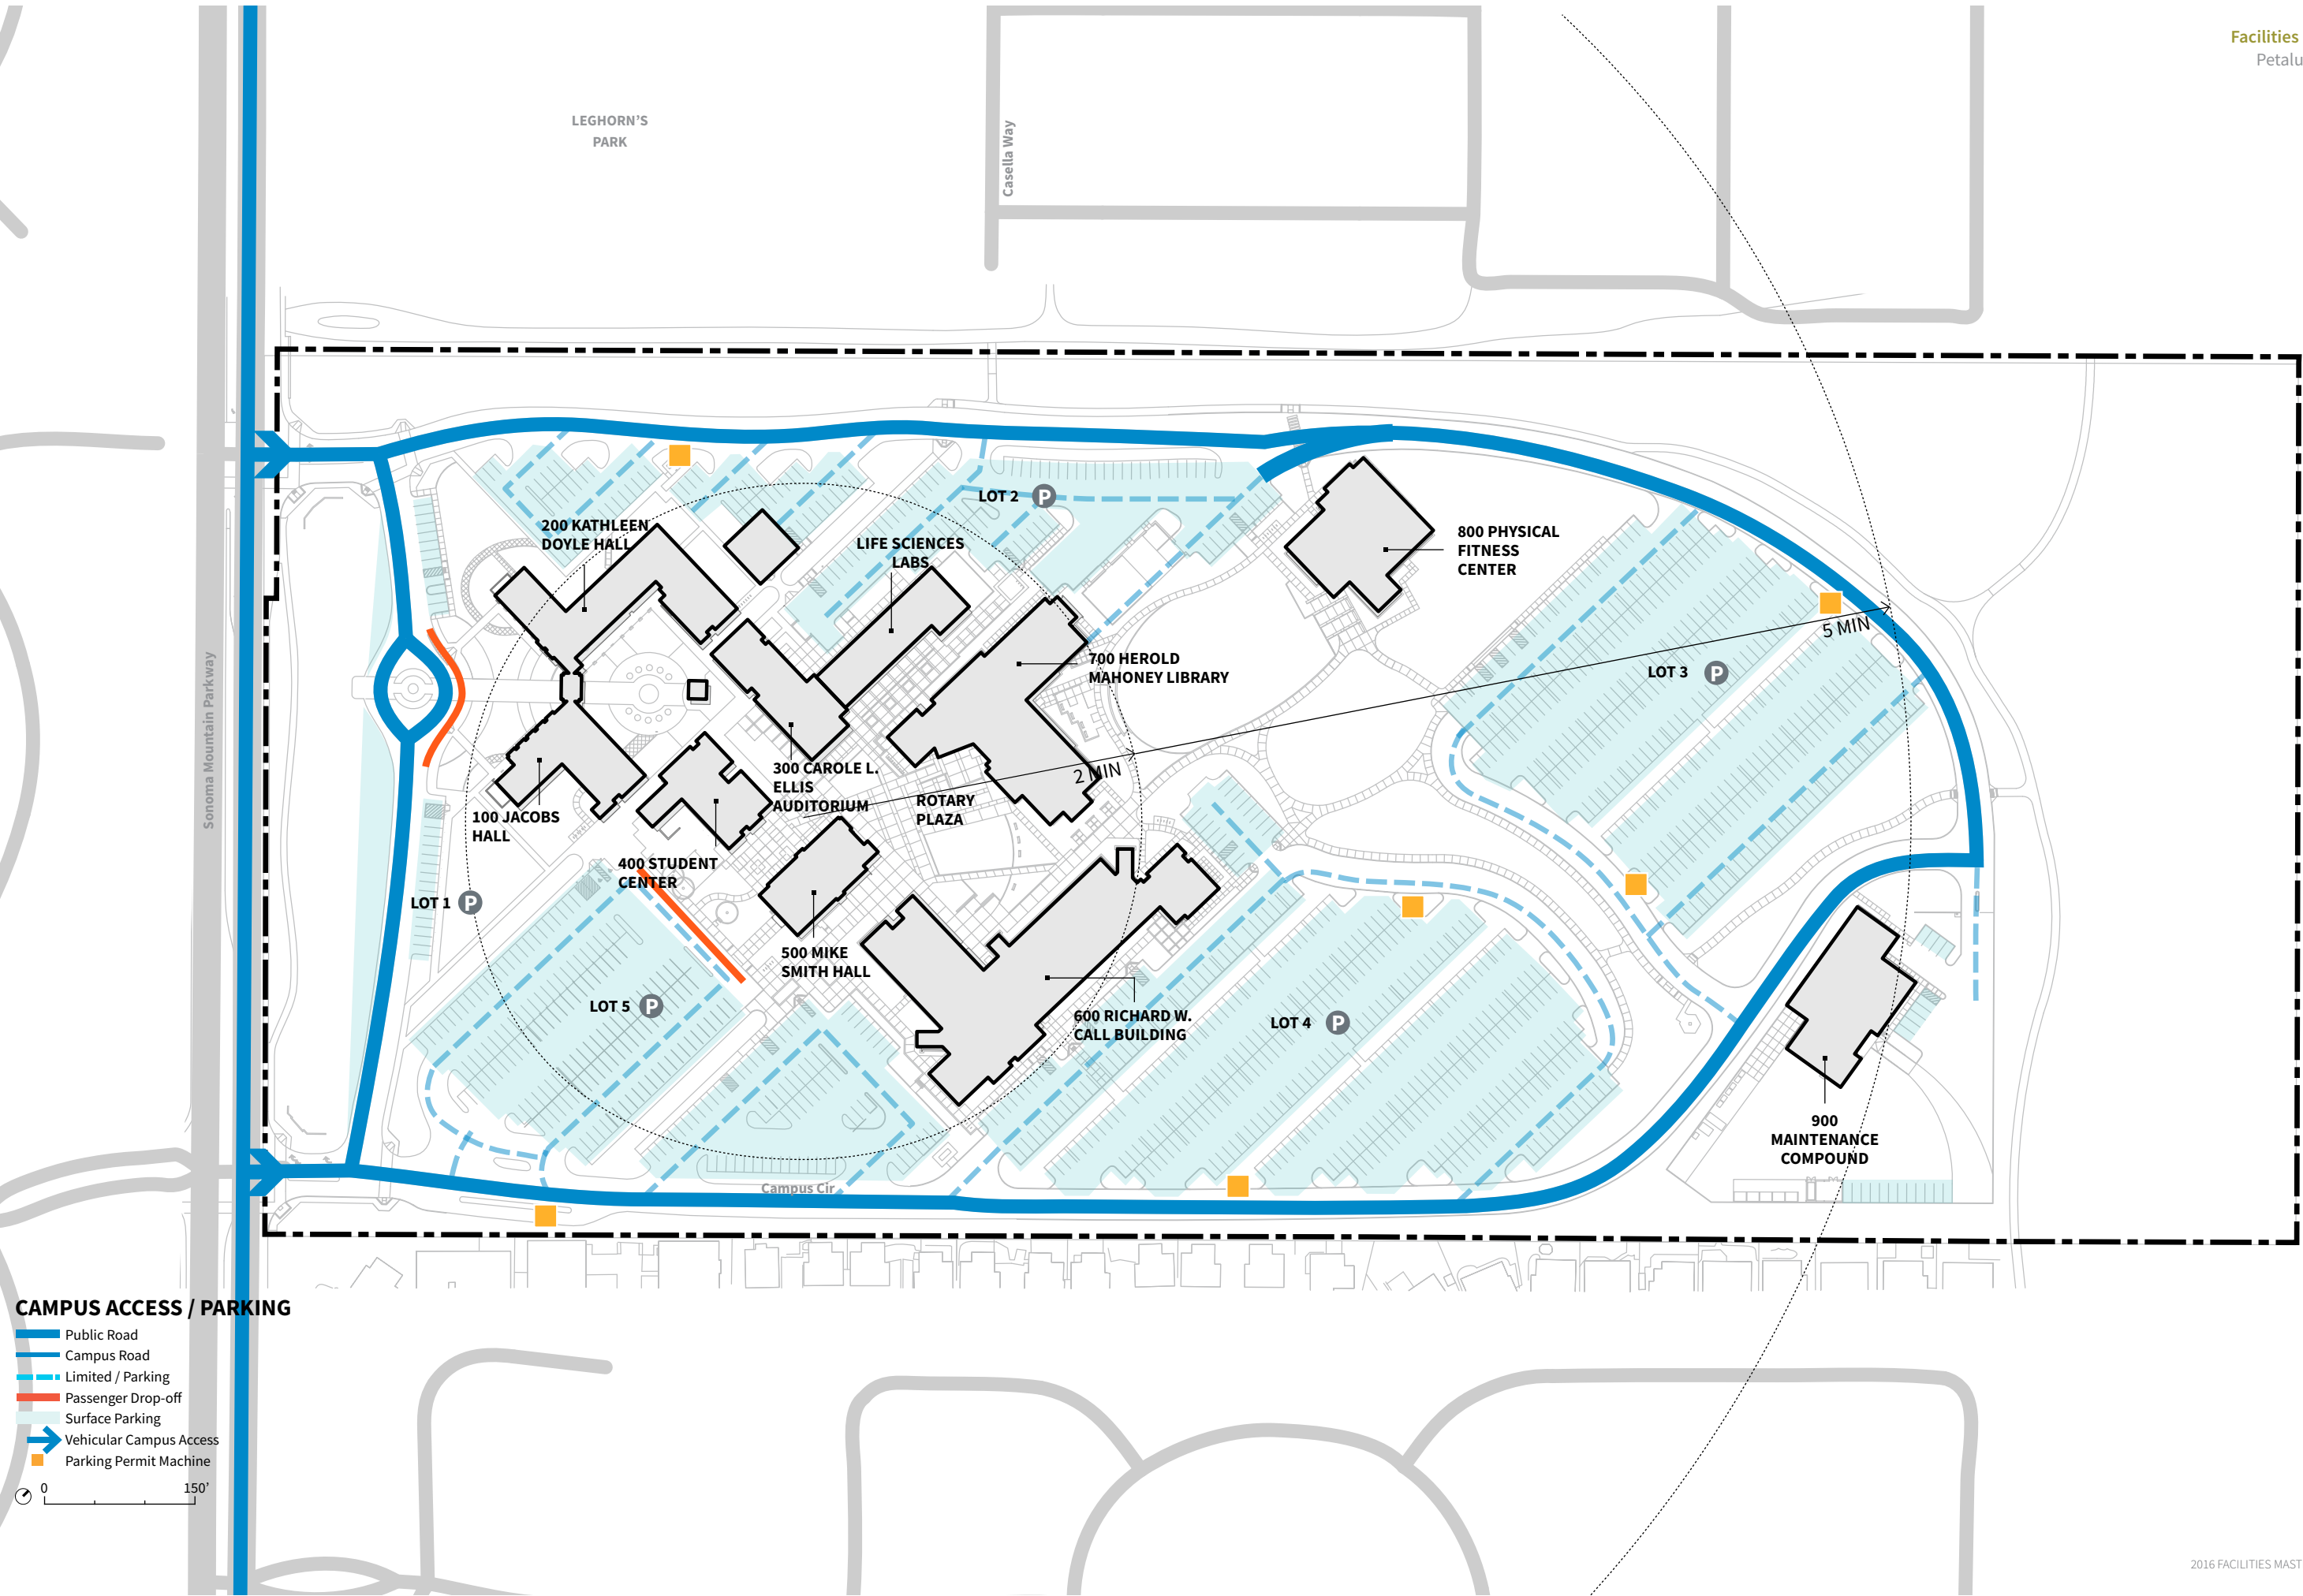 Facilities
Petalu
LEGHORN'S
PARK
Casella Way
Sonoma Mountain Parkway
LOT 2 P
200 KATHLEEN
DOYLE HALL
LIFE SCIENCES
LABS
800 PHYSICAL
FITNESS
CENTER
5 MIN
700 HEROLD
MAHONEY LIBRARY
LOT 3 P
300 CAROLE L.
ELLIS
AUDITORIUM
2 MIN
ROTARY
PLAZA
100 JACOBS
HALL
400 STUDENT
CENTER
LOT 1 P
500 MIKE
SMITH HALL
LOT 5 P
600 RICHARD W.
CALL BUILDING
LOT 4 P
900
MAINTENANCE
COMPOUND
Campus Cir
CAMPUS ACCESS / PARKING
Public Road
Campus Road
Limited / Parking
Passenger Drop-off
Surface Parking
Vehicular Campus Access
Parking Permit Machine
0 150'
2016 FACILITIES MAST